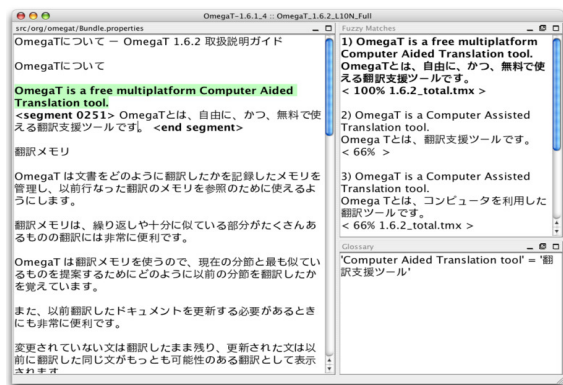 OmegaT-1.6.1_4 :: OmegaT_1.6.2_L10N_Full
src/org/omegat/Bundle.properties
OmegaTについて − OmegaT 1.6.2 取扱説明ガイド
OmegaTについて
OmegaT is a free multiplatform Computer Aided
Translation tool.
<segment 0251> OmegaTとは、自由に、かつ、無料で使
える翻訳支援ツールです。 <end segment>
翻訳メモリ
OmegaT は文書をどのように翻訳したかを記録したメモリを
管理し、以前行なった翻訳のメモリを参照のために使えるよ
うにします。
翻訳メモリは、繰り返しや十分に似ている部分がたくさんあ
るものの翻訳には非常に便利です。
OmegaT は翻訳メモリを使うので、現在の分節と最も似てい
るものを提案するためにどのように以前の分節を翻訳したか
を覚えています。
また、以前翻訳したドキュメントを更新する必要があるとき
にも非常に便利です。
変更されていない文は翻訳したまま残り、更新された文は以
前に翻訳した同じ文がもっとも可能性のある翻訳として表示
されます
Fuzzy Matches
1) OmegaT is a free multiplatform
Computer Aided Translation tool.
OmegaTとは、自由に、かつ、無料で使
える翻訳支援ツールです。
< 100% 1.6.2_total.tmx >
2) OmegaT is a Computer Assisted
Translation tool.
Omega Tとは、翻訳支援ツールです。
< 66% >
3) OmegaT is a Computer Assisted
Translation tool.
Omega Tとは、コンピュータを利用した
翻訳ツールです。
< 66% 1.6.2_total.tmx >
Glossary
'Computer Aided Translation tool' = '翻
訳支援ツール'